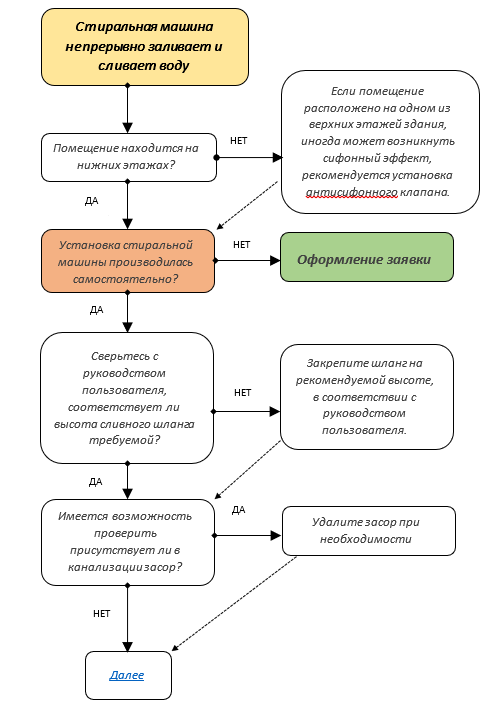 Стиральная машина
непрерывно заливает и
сливает воду
Помещение находится на
нижних этажах?
НЕТ
Если помещение
расположено на одном из
верхних этажей здания,
иногда может возникнуть
сифонный эффект,
рекомендуется установка
антисифонного клапана.
ДА
Установка стиральной
машины производилась
самостоятельно?
НЕТ
Оформление заявки
ДА
Сверьтесь с
руководством
пользователя,
соответствует ли
высота сливного шланга
требуемой?
НЕТ
Закрепите шланг на
рекомендуемой высоте,
в соответствии с
руководством
пользователя.
ДА
Имеется возможность
проверить
присутствует ли в
канализации засор?
ДА
Удалите засор при
необходимости
НЕТ
Далее